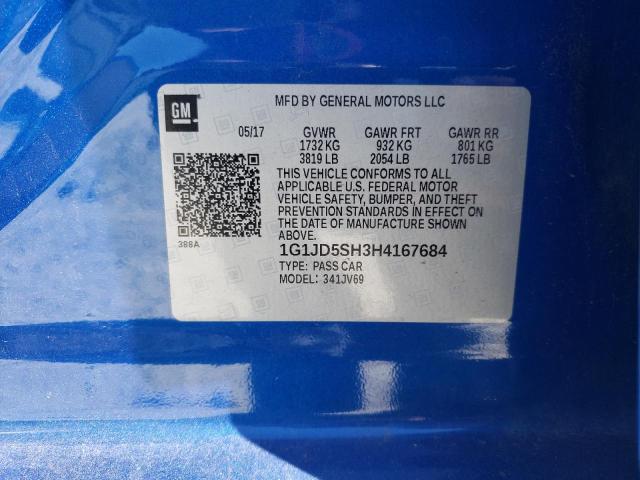 GM
MFD BY GENERAL MOTORS LLC
05/17 GVWR GAWR FRT GAWR RR
1732 KG 932 KG 801 KG
3819 LB 2054 LB 1765 LB
THIS VEHICLE CONFORMS TO ALL
APPLICABLE U.S. FEDERAL MOTOR
VEHICLE SAFETY, BUMPER, AND THEFT
PREVENTION STANDARDS IN EFFECT ON
THE DATE OF MANUFACTURE SHOWN
ABOVE.
388A
1G1JD5SH3H4167684
TYPE: PASS CAR
MODEL: 341JV69